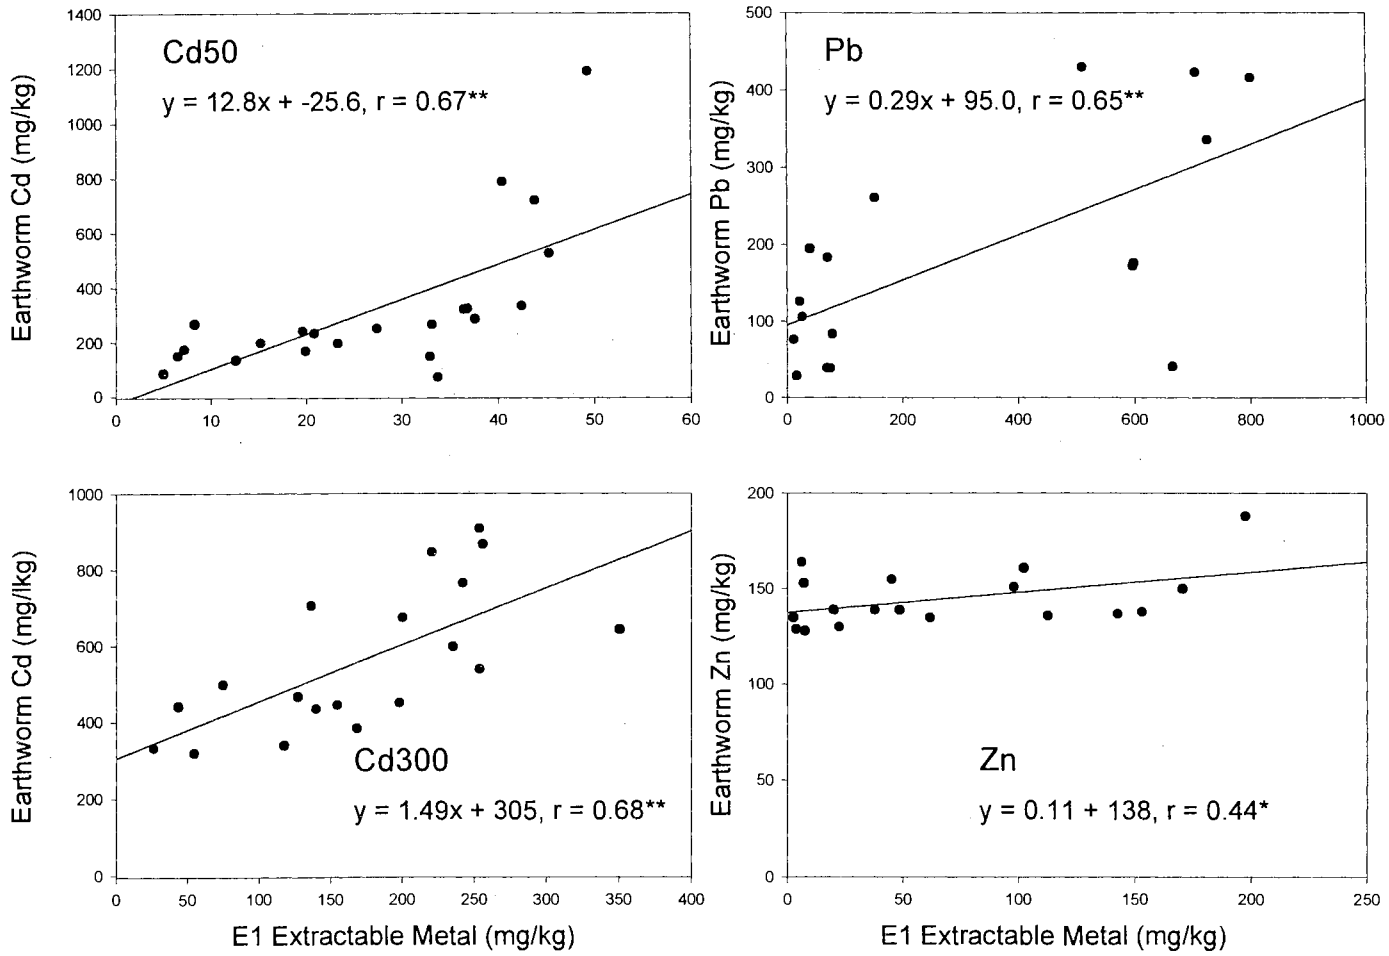 Cd50
y = 12.8x + -25.6, r = 0.67**
Earthworm Cd (mg/kg)
1400
1200
1000
800
600
400
200
0
0 10 20 30 40 50 60
Pb
y = 0.29x + 95.0, r = 0.65**
Earthworm Pb (mg/kg)
500
400
300
200
100
0
0 200 400 600 800 1000
Cd300
y = 1.49x + 305, r = 0.68**
Earthworm Cd (mg/lkg)
1000
800
600
400
200
0
0 50 100 150 200 250 300 350 400
E1 Extractable Metal (mg/kg)
Zn
y = 0.11 + 138, r = 0.44*
Earthworm Zn (mg/kg)
200
150
100
50
0
0 50 100 150 200 250
E1 Extractable Metal (mg/kg)